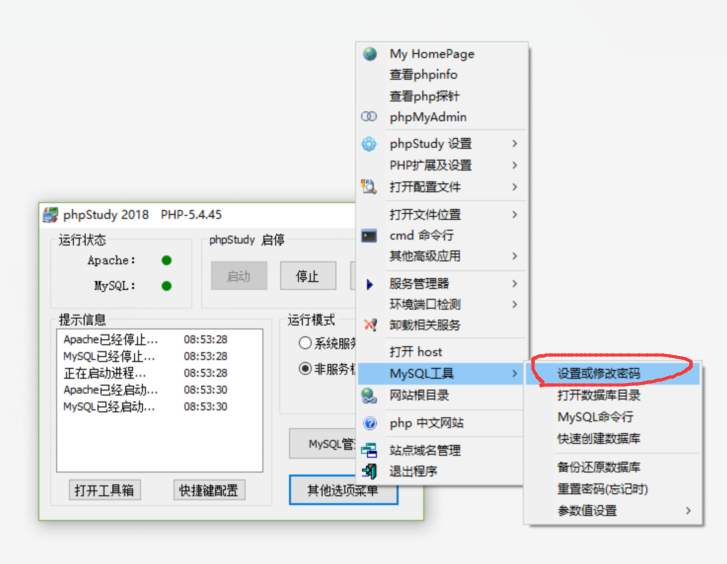 My HomePage
查看phpinfo
查看php探针
phpMyAdmin
phpStudy 设置
PHP扩展及设置
打开配置文件
打开文件位置
cmd 命令行
其他高级应用
服务管理器
环境端口检测
卸载相关服务
打开 host
MySQL工具
网站根目录
php 中文网站
站点域名管理
退出程序
设置或修改密码
打开数据库目录
MySQL命令行
快速创建数据库
备份还原数据库
重置密码(忘记时)
参数值设置
phpStudy 2018 PHP-5.4.45
运行状态
Apache:
MySQL:
phpStudy 启停
启动
停止
提示信息
Apache已经停止... 08:53:28
MySQL已经停止... 08:53:28
正在启动进程... 08:53:28
Apache已经启动... 08:53:30
MySQL已经启动... 08:53:30
运行模式
系统服
非服务
MySQL管
打开工具箱
快捷键配置
其他选项菜单